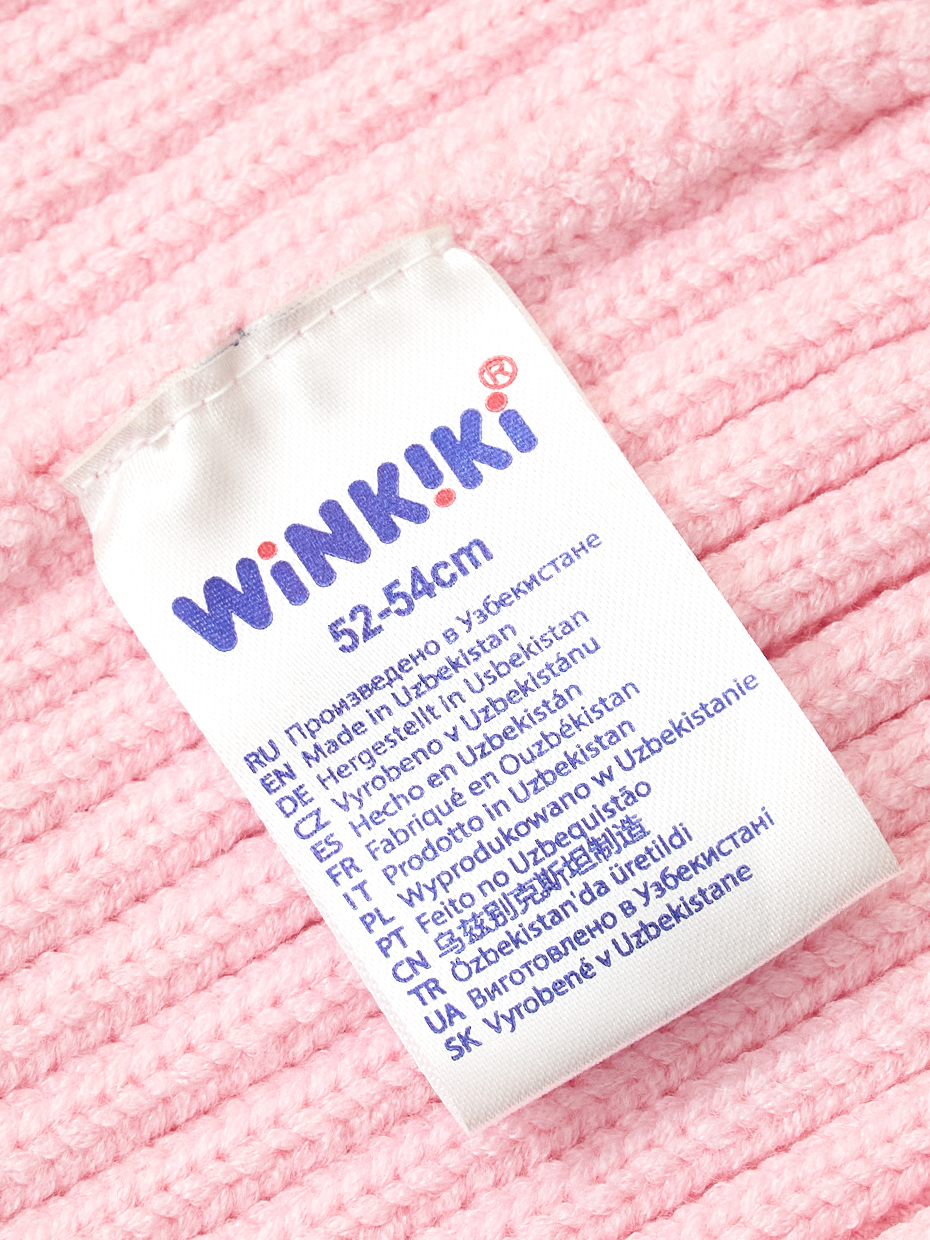 WiNK!Ki®
52-54cm
RU Произведено в Узбекистане
EN Made in Uzbekistan
DE Hergestellt in Usbekistan
CZ Vyrobeno v Uzbekistánu
ES Hecho en Uzbekistán
FR Fabriqué en Ouzbékistan
IT Prodotto in Uzbekistan
PL Wyprodukowano w Uzbekistanie
PT Feito no Uzbequistão
CN 乌兹别克斯坦制造
TR Özbekistan'da üretildi
UA Виготовлено в Узбекистані
SK Vyrobené v Uzbekistane